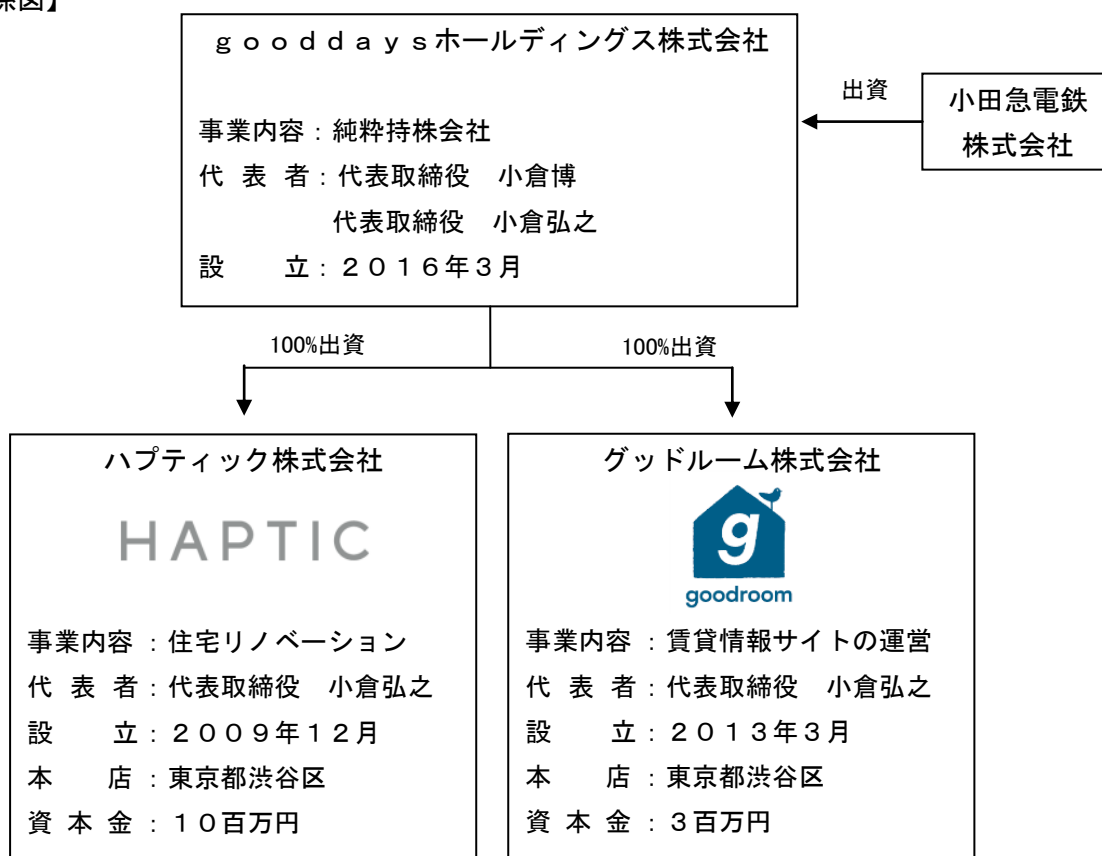 係図】
ｇｏｏｄｄａｙｓホールディングス株式会社
事業内容：純粋持株会社
代 表 者：代表取締役　小倉博
代表取締役　小倉弘之
設　　立：２０１６年３月
出資
小田急電鉄
株式会社
100%出資
100%出資
ハプティック株式会社
HAPTIC
事業内容 ：住宅リノベーション
代 表 者：代表取締役　小倉弘之
設　　立：２００９年１２月
本　　店：東京都渋谷区
資 本 金：１０百万円
グッドルーム株式会社
g
goodroom
事業内容 ：賃貸情報サイトの運営
代 表 者：代表取締役　小倉弘之
設　　立：２０１３年３月
本　　店：東京都渋谷区
資 本 金：３百万円